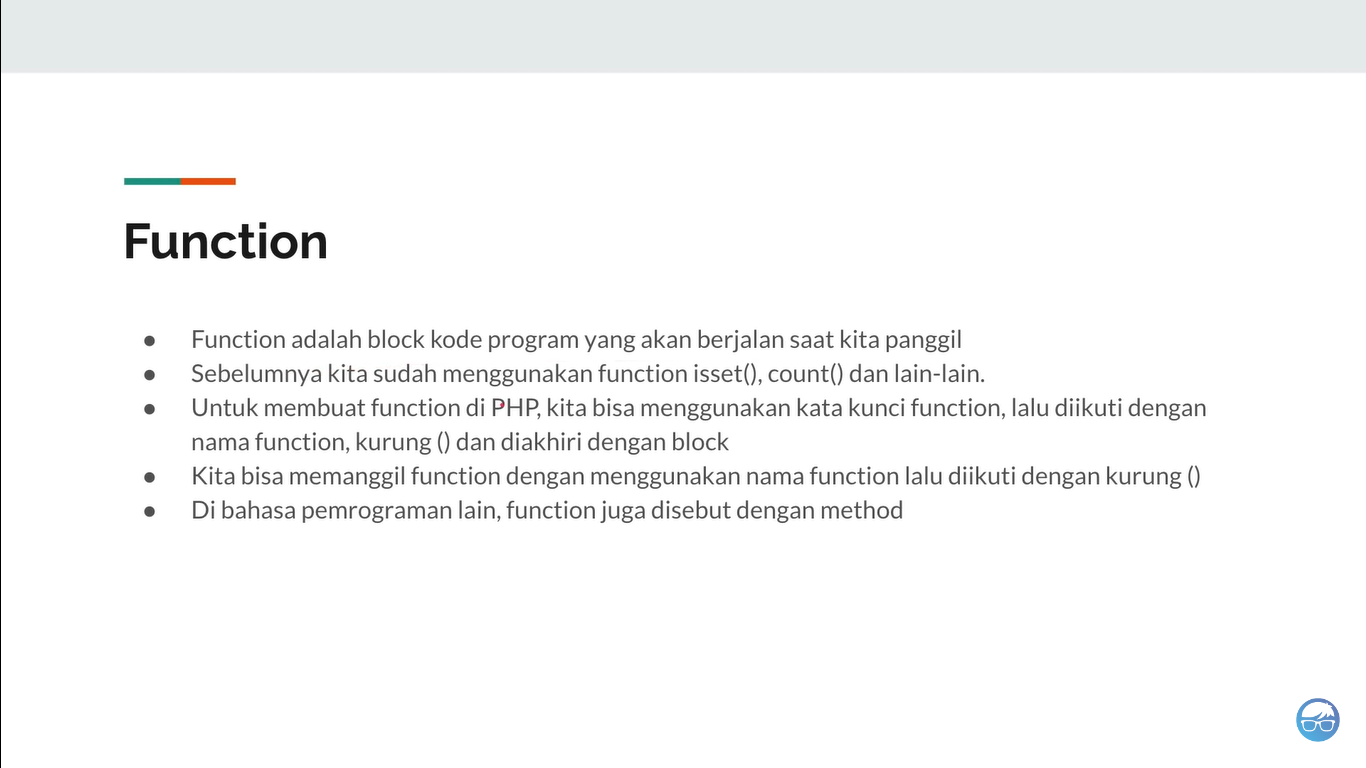 Function
● Function adalah block kode program yang akan berjalan saat kita panggil
● Sebelumnya kita sudah menggunakan function isset(), count() dan lain-lain.
● Untuk membuat function di PHP, kita bisa menggunakan kata kunci function, lalu diikuti dengan
nama function, kurung () dan diakhiri dengan block
● Kita bisa memanggil function dengan menggunakan nama function lalu diikuti dengan kurung ()
● Di bahasa pemrograman lain, function juga disebut dengan method